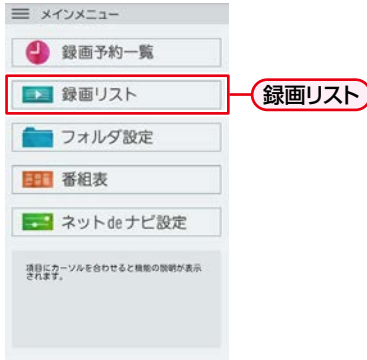 メインメニュー
録画予約一覧
録画リスト
録画リスト
フォルダ設定
番組表
ネットdeナビ設定
項目にカーソルを合わせると機能の説明が表示
されます。